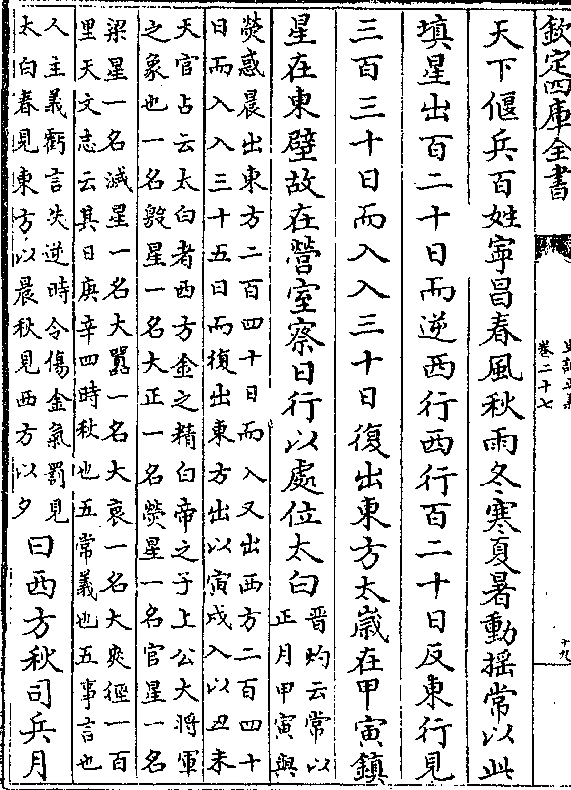 欽定四庫全書
史記正義
卷二十七
十九
天下偃兵百姓寧昌春風秋雨冬寒夏暑動搖常以此
填星出百二十日而逆西行西行百二十日反東行見
三百三十日而入入三十日復出東方太歲在甲寅鎮
星在東壁故在營室察日行以處位太白
晉灼云常以
正月甲寅與
熒惑晨出東方二百四十日而入又出西方二百四十
日而入入三十五日而復出東方出以寅戌入以丑未
天官占云太白者西方金之精白帝之子上公大將軍
之象也一名殷星一名大正一名熒星一名官星一名
梁星一名滅星一名大囂一名大衰一名大爽徑一百
里天文志云其日庚辛四時秋也五常義也五事言也
人主義虧言失逆時令傷金氣罰見
太白春見東方以晨秋見西方以夕
曰西方秋司兵月